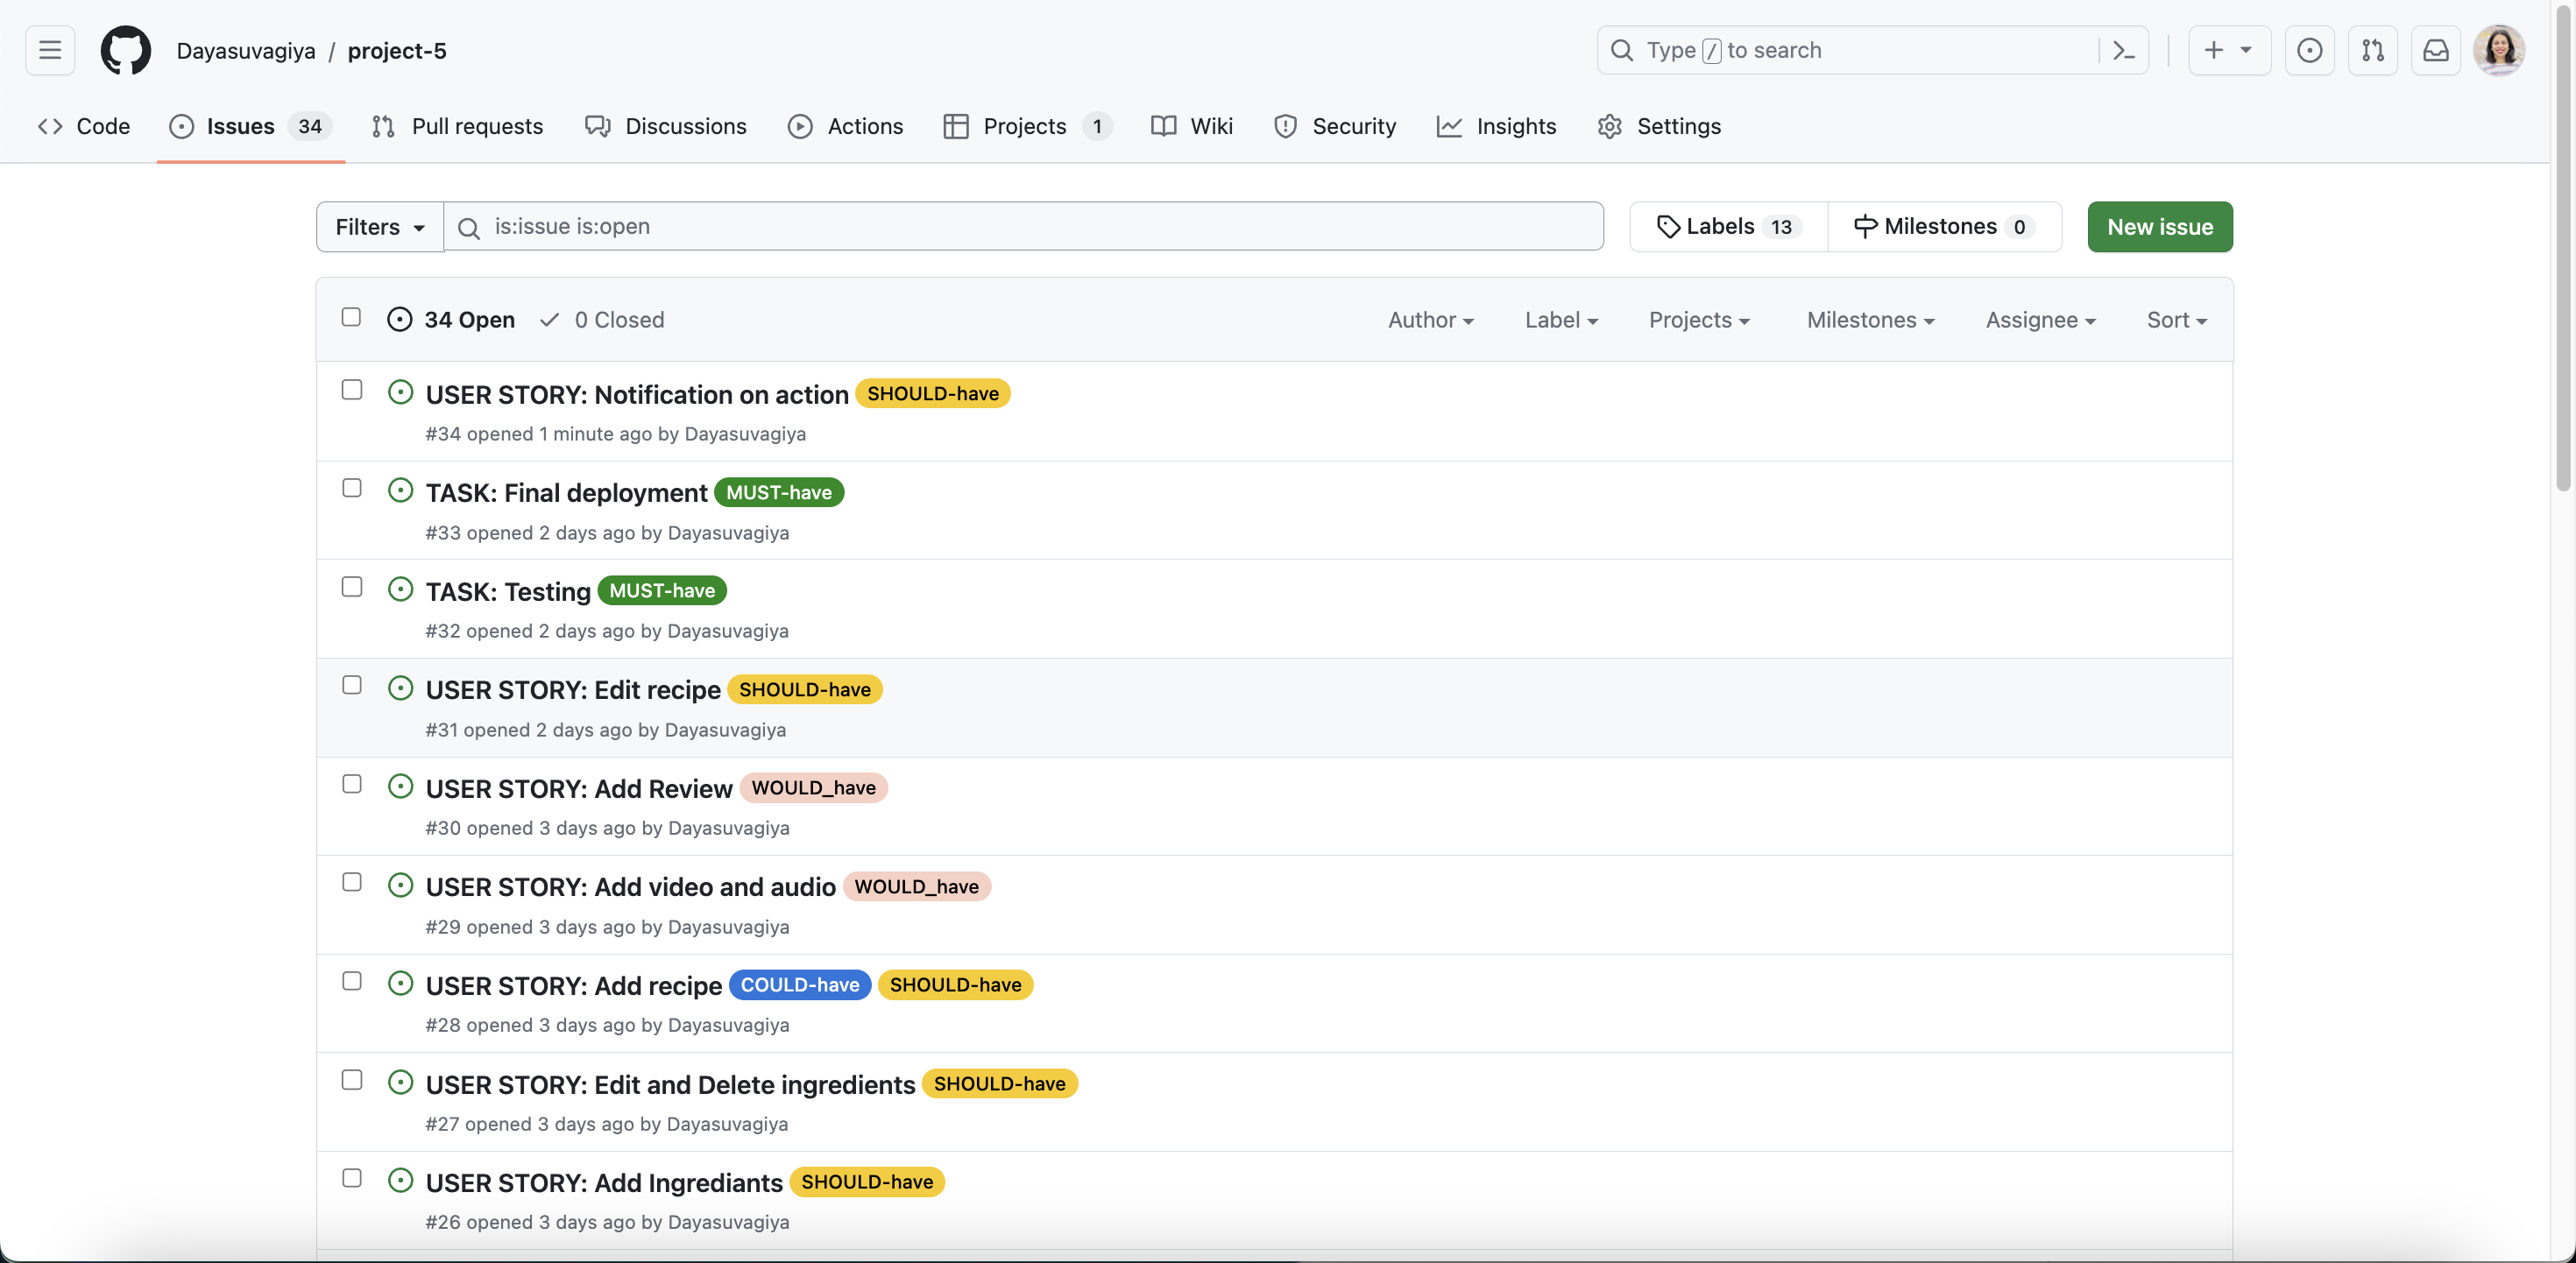 Dayasuvagiya / project-5
Type / to search
Code
Issues 34
Pull requests
Discussions
Actions
Projects 1
Wiki
Security
Insights
Settings
Filters
is:issue is:open
Labels 13
Milestones 0
New issue
34 Open
0 Closed
Author
Label
Projects
Milestones
Assignee
Sort
USER STORY: Notification on action SHOULD-have
#34 opened 1 minute ago by Dayasuvagiya
TASK: Final deployment MUST-have
#33 opened 2 days ago by Dayasuvagiya
TASK: Testing MUST-have
#32 opened 2 days ago by Dayasuvagiya
USER STORY: Edit recipe SHOULD-have
#31 opened 2 days ago by Dayasuvagiya
USER STORY: Add Review WOULD_have
#30 opened 3 days ago by Dayasuvagiya
USER STORY: Add video and audio WOULD_have
#29 opened 3 days ago by Dayasuvagiya
USER STORY: Add recipe COULD-have SHOULD-have
#28 opened 3 days ago by Dayasuvagiya
USER STORY: Edit and Delete ingredients SHOULD-have
#27 opened 3 days ago by Dayasuvagiya
USER STORY: Add Ingrediants SHOULD-have
#26 opened 3 days ago by Dayasuvagiya